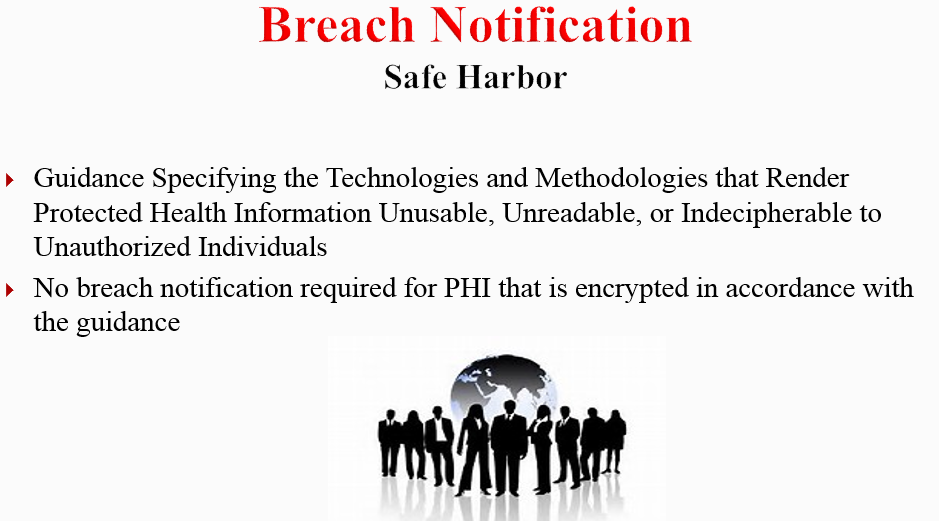 Breach Notification
Safe Harbor
Guidance Specifying the Technologies and Methodologies that Render
Protected Health Information Unusable, Unreadable, or Indecipherable to
Unauthorized Individuals
No breach notification required for PHI that is encrypted in accordance with
the guidance